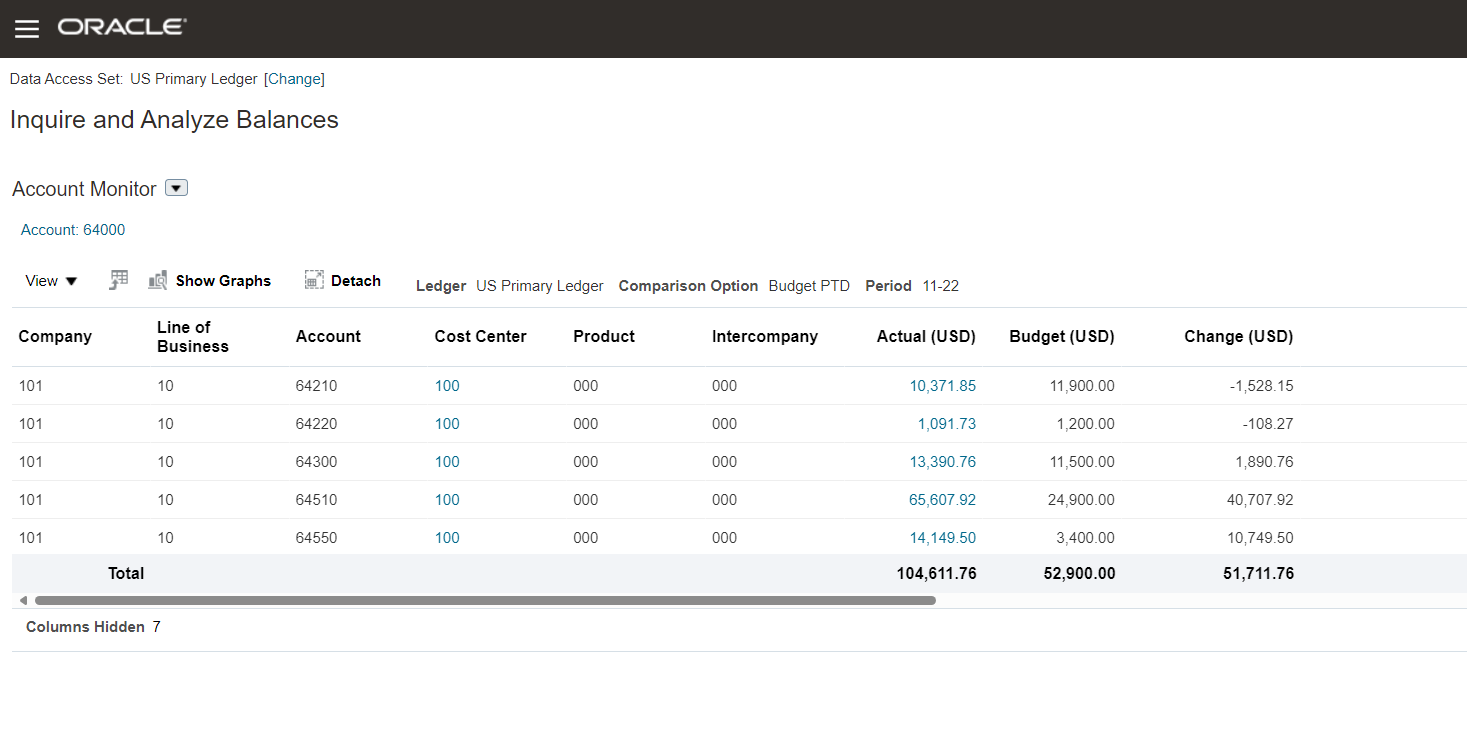 ORACLE
Data Access Set: US Primary Ledger [Change]
Inquire and Analyze Balances
Account Monitor
Account: 64000
View Show Graphs Detach Ledger US Primary Ledger Comparison Option Budget PTD Period 11-22
Company Line of Business Account Cost Center Product Intercompany Actual (USD) Budget (USD) Change (USD)
101 10 64210 100 000 000 10,371.85 11,900.00 -1,528.15
101 10 64220 100 000 000 1,091.73 1,200.00 -108.27
101 10 64300 100 000 000 13,390.76 11,500.00 1,890.76
101 10 64510 100 000 000 65,607.92 24,900.00 40,707.92
101 10 64550 100 000 000 14,149.50 3,400.00 10,749.50
Total 104,611.76 52,900.00 51,711.76
Columns Hidden 7